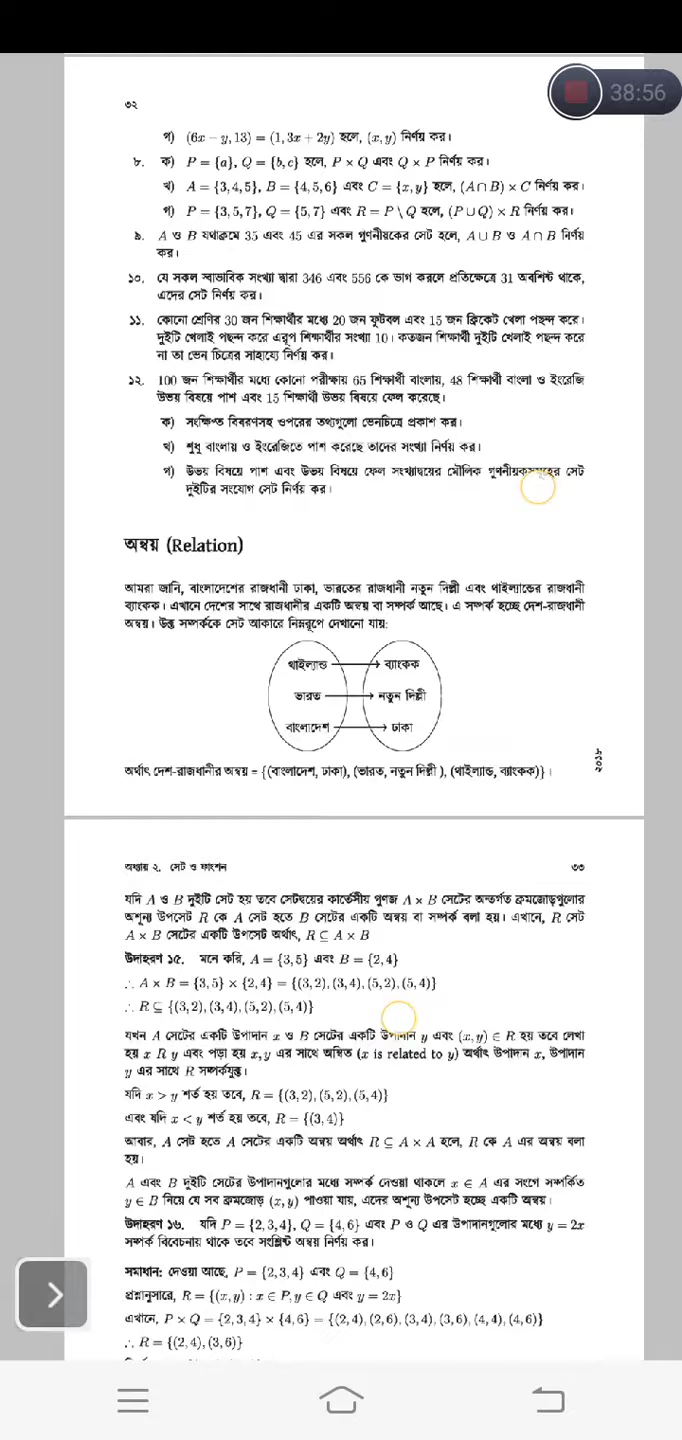 38:56
৩২
গ) (6x − y, 13) = (1, 3x + 2y) হলে, (x, y) নির্ণয় কর।
৮. ক) P = {a}, Q = {b, c} হলে, P × Q এবং Q × P নির্ণয় কর।
খ) A = {3, 4, 5}, B = {4, 5, 6} এবং C = {x, y} হলে, (A ∩ B) × C নির্ণয় কর।
গ) P = {3, 5, 7}, Q = {5, 7} এবং R = P \ Q হলে, (P ∪ Q) × R নির্ণয় কর।
৯. A ও B যথাক্রমে 35 এবং 45 এর সকল গুণনীয়কের সেট হলে, A ∪ B ও A ∩ B নির্ণয়
কর।
১০. যে সকল স্বাভাবিক সংখ্যা দ্বারা 346 এবং 556 কে ভাগ করলে প্রতিক্ষেত্রে 31 অবশিষ্ট থাকে,
এদের সেট নির্ণয় কর।
১১. কোনো শ্রেণির 30 জন শিক্ষার্থীর মধ্যে 20 জন ফুটবল এবং 15 জন ক্রিকেট খেলা পছন্দ করে।
দুইটি খেলাই পছন্দ করে এরূপ শিক্ষার্থীর সংখ্যা 10। কতজন শিক্ষার্থী দুইটি খেলাই পছন্দ করে
না তা ভেন চিত্রের সাহায্যে নির্ণয় কর।
১২. 100 জন শিক্ষার্থীর মধ্যে কোনো পরীক্ষায় 65 শিক্ষার্থী বাংলায়, 48 শিক্ষার্থী বাংলা ও ইংরেজি
উভয় বিষয়ে পাশ এবং 15 শিক্ষার্থী উভয় বিষয়ে ফেল করেছে।
ক) সংক্ষিপ্ত বিবরণসহ ওপরের তথ্যগুলো ভেনচিত্রে প্রকাশ কর।
খ) শুধু বাংলায় ও ইংরেজিতে পাশ করেছে তাদের সংখ্যা নির্ণয় কর।
গ) উভয় বিষয়ে পাশ এবং উভয় বিষয়ে ফেল সংখ্যাদ্বয়ের মৌলিক গুণনীয়কসমূহের সেট
দুইটির সংযোগ সেট নির্ণয় কর।
অন্বয় (Relation)
আমরা জানি, বাংলাদেশের রাজধানী ঢাকা, ভারতের রাজধানী নতুন দিল্লী এবং থাইল্যান্ডের রাজধানী
ব্যাংকক। এখানে দেশের সাথে রাজধানীর একটি অন্বয় বা সম্পর্ক আছে। এ সম্পর্ক হচ্ছে দেশ-রাজধানী
অন্বয়। উক্ত সম্পর্ককে সেট আকারে নিম্নরূপে দেখানো যায়:
থাইল্যান্ড → ব্যাংকক
ভারত → নতুন দিল্লী
বাংলাদেশ → ঢাকা
২০১৮
অর্থাৎ দেশ-রাজধানীর অন্বয় = {(বাংলাদেশ, ঢাকা), (ভারত, নতুন দিল্লী ), (থাইল্যান্ড, ব্যাংকক)}।
অধ্যায় ২. সেট ও ফাংশন ৩৩
যদি A ও B দুইটি সেট হয় তবে সেটদ্বয়ের কার্তেসীয় গুণজ A × B সেটের অন্তর্গত ক্রমজোড়গুলোর
অশূন্য উপসেট R কে A সেট হতে B সেটের একটি অন্বয় বা সম্পর্ক বলা হয়। এখানে, R সেট
A × B সেটের একটি উপসেট অর্থাৎ, R ⊆ A × B
উদাহরণ ১৫. মনে করি, A = {3, 5} এবং B = {2, 4}
∴ A × B = {3, 5} × {2, 4} = {(3, 2), (3, 4), (5, 2), (5, 4)}
∴ R ⊆ {(3, 2), (3, 4), (5, 2), (5, 4)}
যখন A সেটের একটি উপাদান x ও B সেটের একটি উপাদান y এবং (x, y) ∈ R হয় তবে লেখা
হয় x R y এবং পড়া হয় x, y এর সাথে অন্বিত (x is related to y) অর্থাৎ উপাদান x, উপাদান
y এর সাথে R সম্পর্কযুক্ত।
যদি x > y শর্ত হয় তবে, R = {(3, 2), (5, 2), (5, 4)}
এবং যদি x < y শর্ত হয় তবে, R = {(3, 4)}
আবার, A সেট হতে A সেটের একটি অন্বয় অর্থাৎ R ⊆ A × A হলে, R কে A এর অন্বয় বলা
হয়।
A এবং B দুইটি সেটের উপাদানগুলোর মধ্যে সম্পর্ক দেওয়া থাকলে x ∈ A এর সংগে সম্পর্কিত
y ∈ B নিয়ে যে সব ক্রমজোড় (x, y) পাওয়া যায়, এদের অশূন্য উপসেট হচ্ছে একটি অন্বয়।
উদাহরণ ১৬. যদি P = {2, 3, 4}, Q = {4, 6} এবং P ও Q এর উপাদানগুলোর মধ্যে y = 2x
সম্পর্ক বিবেচনায় থাকে তবে সংশ্লিষ্ট অন্বয় নির্ণয় কর।
সমাধান: দেওয়া আছে, P = {2, 3, 4} এবং Q = {4, 6}
প্রশ্নানুসারে, R = {(x, y) : x ∈ P, y ∈ Q এবং y = 2x}
এখানে, P × Q = {2, 3, 4} × {4, 6} = {(2, 4), (2, 6), (3, 4), (3, 6), (4, 4), (4, 6)}
∴ R = {(2, 4), (3, 6)}